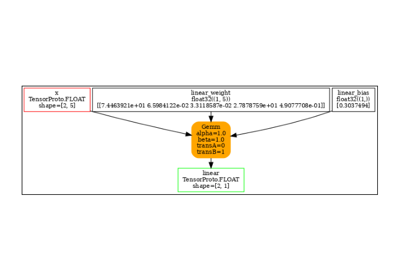 x
TensorProto.FLOAT
shape=[2, 5]
linear_weight
float32((1, 5))
[[7.4463921e+01 6.5984122e-02 3.3118587e-02 2.7878759e+01 4.9077708e-01]]
linear_bias
float32((1,))
[0.3037494]
Gemm
alpha=1.0
beta=1.0
transA=0
transB=1
linear
TensorProto.FLOAT
shape=[2, 1]